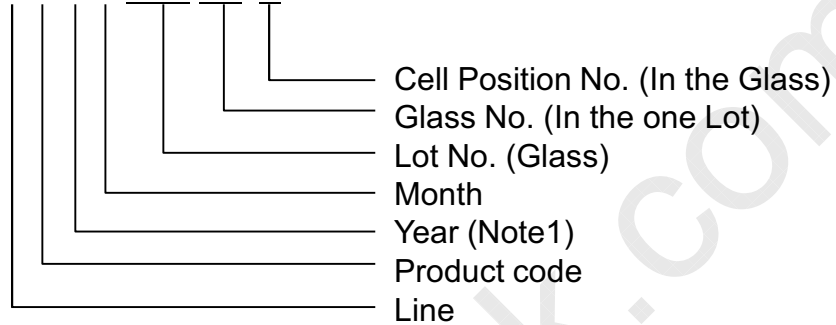 Cell Position No. (In the Glass)
Glass No. (In the one Lot)
Lot No. (Glass)
Month
Year (Note1)
Product code
Line